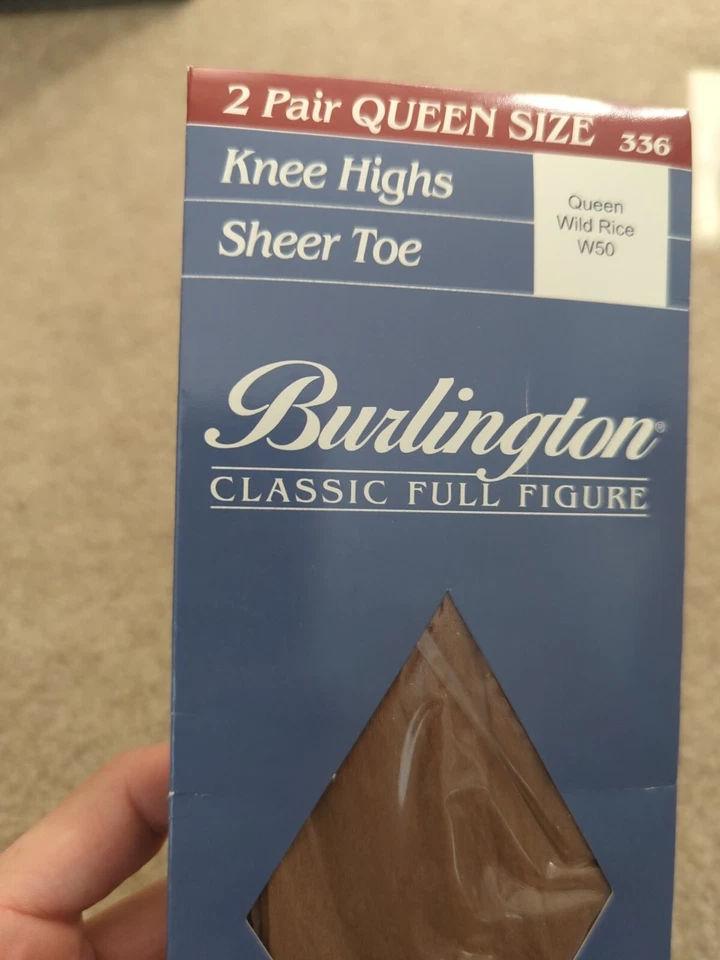 2 Pair QUEEN SIZE 336
Knee Highs
Sheer Toe
Queen
Wild Rice
W50
Burlington®
CLASSIC FULL FIGURE